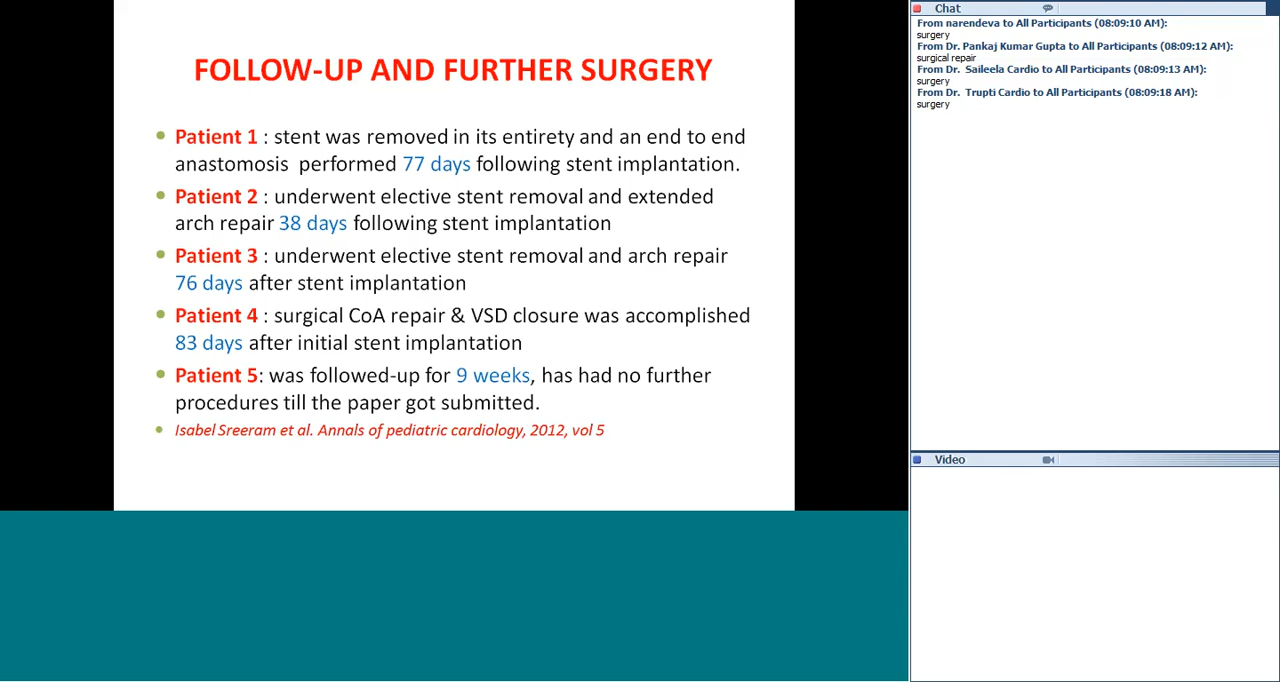 FOLLOW-UP AND FURTHER SURGERY
Patient 1 : stent was removed in its entirety and an end to end
anastomosis performed 77 days following stent implantation.
Patient 2 : underwent elective stent removal and extended
arch repair 38 days following stent implantation
Patient 3 : underwent elective stent removal and arch repair
76 days after stent implantation
Patient 4 : surgical CoA repair & VSD closure was accomplished
83 days after initial stent implantation
Patient 5: was followed-up for 9 weeks, has had no further
procedures till the paper got submitted.
Isabel Sreeram et al. Annals of pediatric cardiology, 2012, vol 5
Chat
From narendeva to All Participants (08:09:10 AM):
surgery
From Dr. Pankaj Kumar Gupta to All Participants (08:09:12 AM):
surgical repair
From Dr. Saileela Cardio to All Participants (08:09:13 AM):
surgery
From Dr. Trupti Cardio to All Participants (08:09:18 AM):
surgery
Video